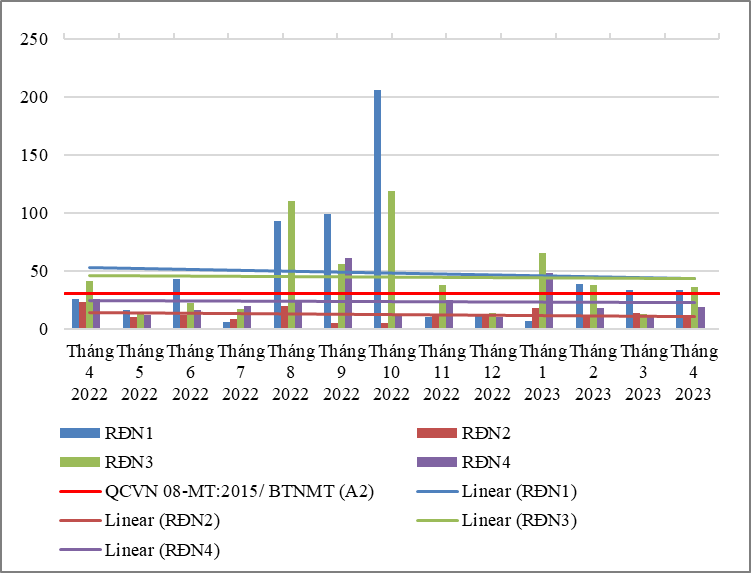 250
200
150
100
50
0
Tháng Tháng Tháng Tháng Tháng Tháng Tháng Tháng Tháng Tháng Tháng Tháng Tháng
4 5 6 7 8 9 10 11 12 1 2 3 4
2022 2022 2022 2022 2022 2022 2022 2022 2022 2023 2023 2023 2023
RĐN1 RĐN2
RĐN3 RĐN4
QCVN 08-MT:2015/ BTNMT (A2) Linear (RĐN1)
Linear (RĐN2) Linear (RĐN3)
Linear (RĐN4)